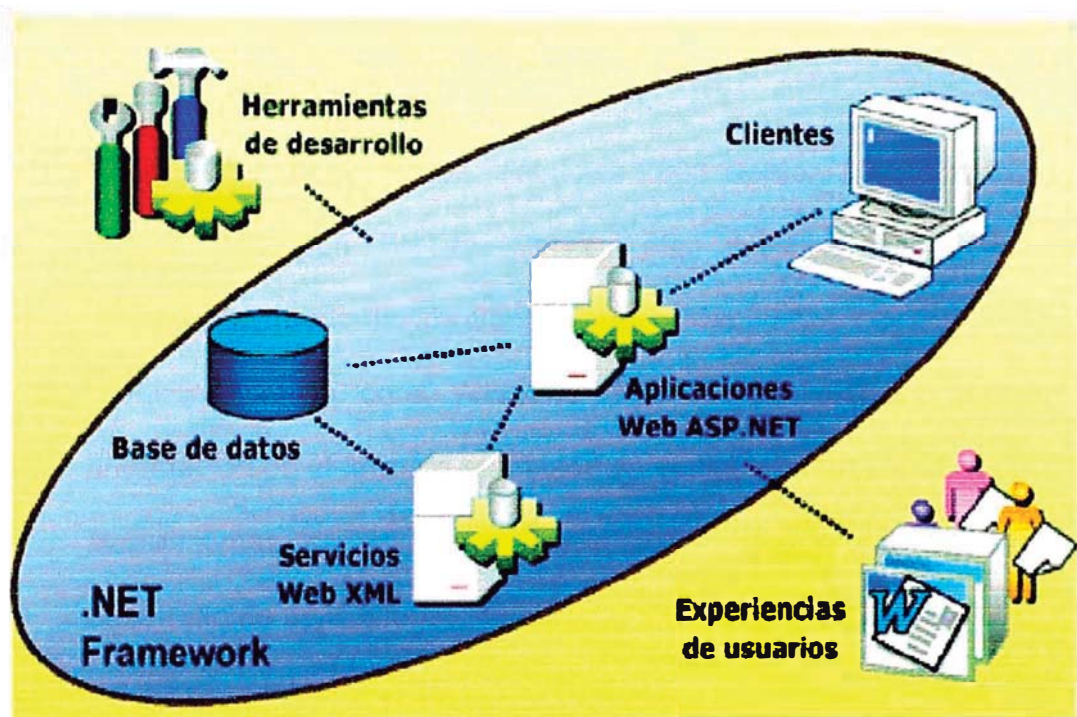 Herramientas
de desarrollo
Clientes
Aplicaciones
Web ASP.NET
Base de datos
Servicios
Web XML
.NET
Framework
Experiencias
de usuarios
W